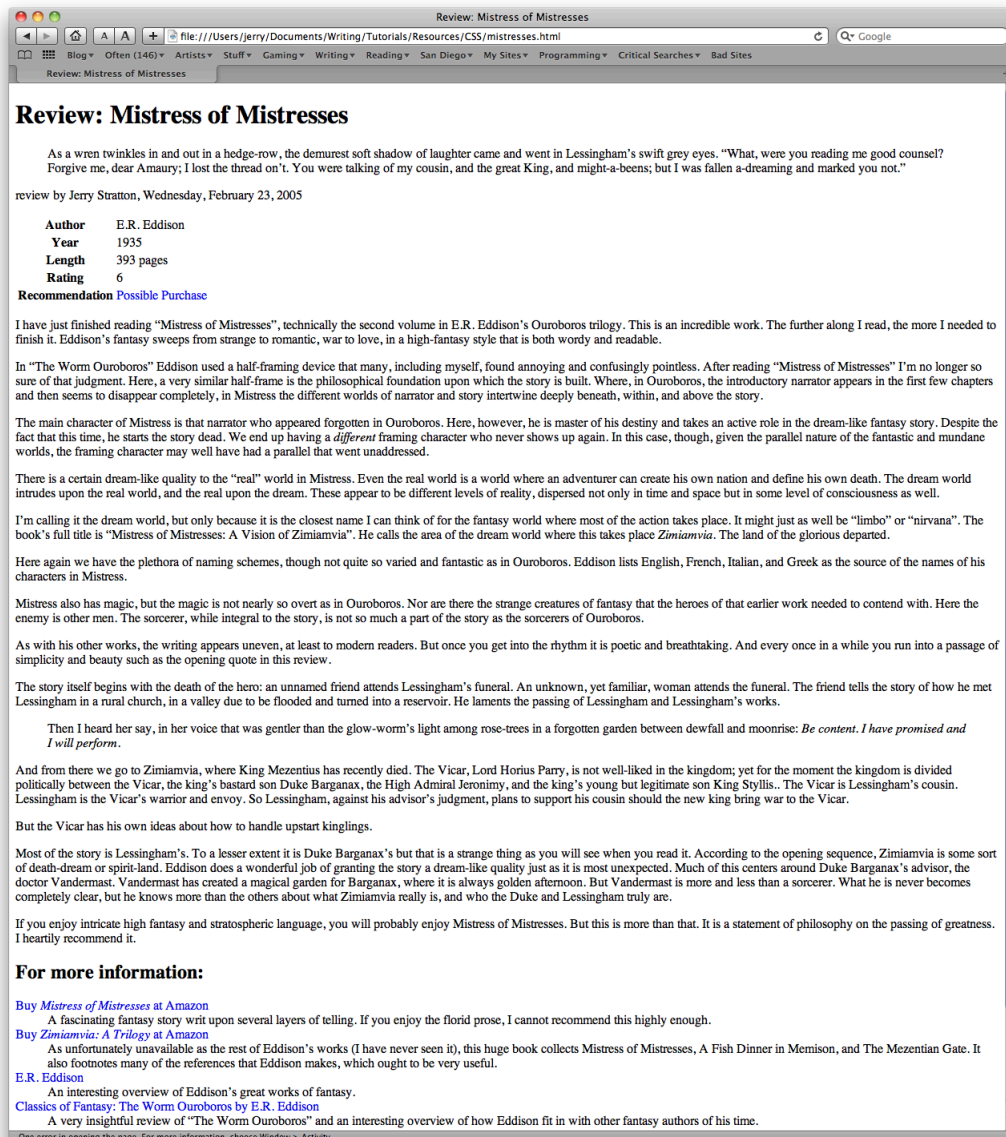 Review: Mistress of Mistresses
A A + file:///Users/jerry/Documents/Writing/Tutorials/Resources/CSS/mistresses.html Google
Blog Often (146) Artists Stuff Gaming Writing Reading San Diego My Sites Programming Critical Searches Bad Sites
Review: Mistress of Mistresses
Review: Mistress of Mistresses
As a wren twinkles in and out in a hedge-row, the demurest soft shadow of laughter came and went in Lessingham’s swift grey eyes. “What, were you reading me good counsel?
Forgive me, dear Amaury; I lost the thread on’t. You were talking of my cousin, and the great King, and might-a-beens; but I was fallen a-dreaming and marked you not.”
review by Jerry Stratton, Wednesday, February 23, 2005
Author E.R. Eddison
Year 1935
Length 393 pages
Rating 6
Recommendation Possible Purchase
I have just finished reading “Mistress of Mistresses”, technically the second volume in E.R. Eddison’s Ouroboros trilogy. This is an incredible work. The further along I read, the more I needed to
finish it. Eddison’s fantasy sweeps from strange to romantic, war to love, in a high-fantasy style that is both wordy and readable.
In “The Worm Ouroboros” Eddison used a half-framing device that many, including myself, found annoying and confusingly pointless. After reading “Mistress of Mistresses” I’m no longer so
sure of that judgment. Here, a very similar half-frame is the philosophical foundation upon which the story is built. Where, in Ouroboros, the introductory narrator appears in the first few chapters
and then seems to disappear completely, in Mistress the different worlds of narrator and story intertwine deeply beneath, within, and above the story.
The main character of Mistress is that narrator who appeared forgotten in Ouroboros. Here, however, he is master of his destiny and takes an active role in the dream-like fantasy story. Despite the
fact that this time, he starts the story dead. We end up having a different framing character who never shows up again. In this case, though, given the parallel nature of the fantastic and mundane
worlds, the framing character may well have had a parallel that went unaddressed.
There is a certain dream-like quality to the “real” world in Mistress. Even the real world is a world where an adventurer can create his own nation and define his own death. The dream world
intrudes upon the real world, and the real upon the dream. These appear to be different levels of reality, dispersed not only in time and space but in some level of consciousness as well.
I’m calling it the dream world, but only because it is the closest name I can think of for the fantasy world where most of the action takes place. It might just as well be “limbo” or “nirvana”. The
book’s full title is “Mistress of Mistresses: A Vision of Zimiamvia”. He calls the area of the dream world where this takes place Zimiamvia. The land of the glorious departed.
Here again we have the plethora of naming schemes, though not quite so varied and fantastic as in Ouroboros. Eddison lists English, French, Italian, and Greek as the source of the names of his
characters in Mistress.
Mistress also has magic, but the magic is not nearly so overt as in Ouroboros. Nor are there the strange creatures of fantasy that the heroes of that earlier work needed to contend with. Here the
enemy is other men. The sorcerer, while integral to the story, is not so much a part of the story as the sorcerers of Ouroboros.
As with his other works, the writing appears uneven, at least to modern readers. But once you get into the rhythm it is poetic and breathtaking. And every once in a while you run into a passage of
simplicity and beauty such as the opening quote in this review.
The story itself begins with the death of the hero: an unnamed friend attends Lessingham’s funeral. An unknown, yet familiar, woman attends the funeral. The friend tells the story of how he met
Lessingham in a rural church, in a valley due to be flooded and turned into a reservoir. He laments the passing of Lessingham and Lessingham’s works.
Then I heard her say, in her voice that was gentler than the glow-worm’s light among rose-trees in a forgotten garden between dewfall and moonrise: Be content. I have promised and
I will perform.
And from there we go to Zimiamvia, where King Mezentius has recently died. The Vicar, Lord Horius Parry, is not well-liked in the kingdom; yet for the moment the kingdom is divided
politically between the Vicar, the king’s bastard son Duke Barganax, the High Admiral Jeronimy, and the king’s young but legitimate son King Styllis.. The Vicar is Lessingham’s cousin.
Lessingham is the Vicar’s warrior and envoy. So Lessingham, against his advisor’s judgment, plans to support his cousin should the new king bring war to the Vicar.
But the Vicar has his own ideas about how to handle upstart kinglings.
Most of the story is Lessingham’s. To a lesser extent it is Duke Barganax’s but that is a strange thing as you will see when you read it. According to the opening sequence, Zimiamvia is some sort
of death-dream or spirit-land. Eddison does a wonderful job of granting the story a dream-like quality just as it is most unexpected. Much of this centers around Duke Barganax’s advisor, the
doctor Vandermast. Vandermast has created a magical garden for Barganax, where it is always golden afternoon. But Vandermast is more and less than a sorcerer. What he is never becomes
completely clear, but he knows more than the others about what Zimiamvia really is, and who the Duke and Lessingham truly are.
If you enjoy intricate high fantasy and stratospheric language, you will probably enjoy Mistress of Mistresses. But this is more than that. It is a statement of philosophy on the passing of greatness.
I heartily recommend it.
For more information:
Buy Mistress of Mistresses at Amazon
A fascinating fantasy story writ upon several layers of telling. If you enjoy the florid prose, I cannot recommend this highly enough.
Buy Zimiamvia: A Trilogy at Amazon
As unfortunately unavailable as the rest of Eddison’s works (I have never seen it), this huge book collects Mistress of Mistresses, A Fish Dinner in Memison, and The Mezentian Gate. It
also footnotes many of the references that Eddison makes, which ought to be very useful.
E.R. Eddison
An interesting overview of Eddison’s great works of fantasy.
Classics of Fantasy: The Worm Ouroboros by E.R. Eddison
A very insightful review of “The Worm Ouroboros” and an interesting overview of how Eddison fit in with other fantasy authors of his time.
One error in opening the page. For more information, choose Window > Activity